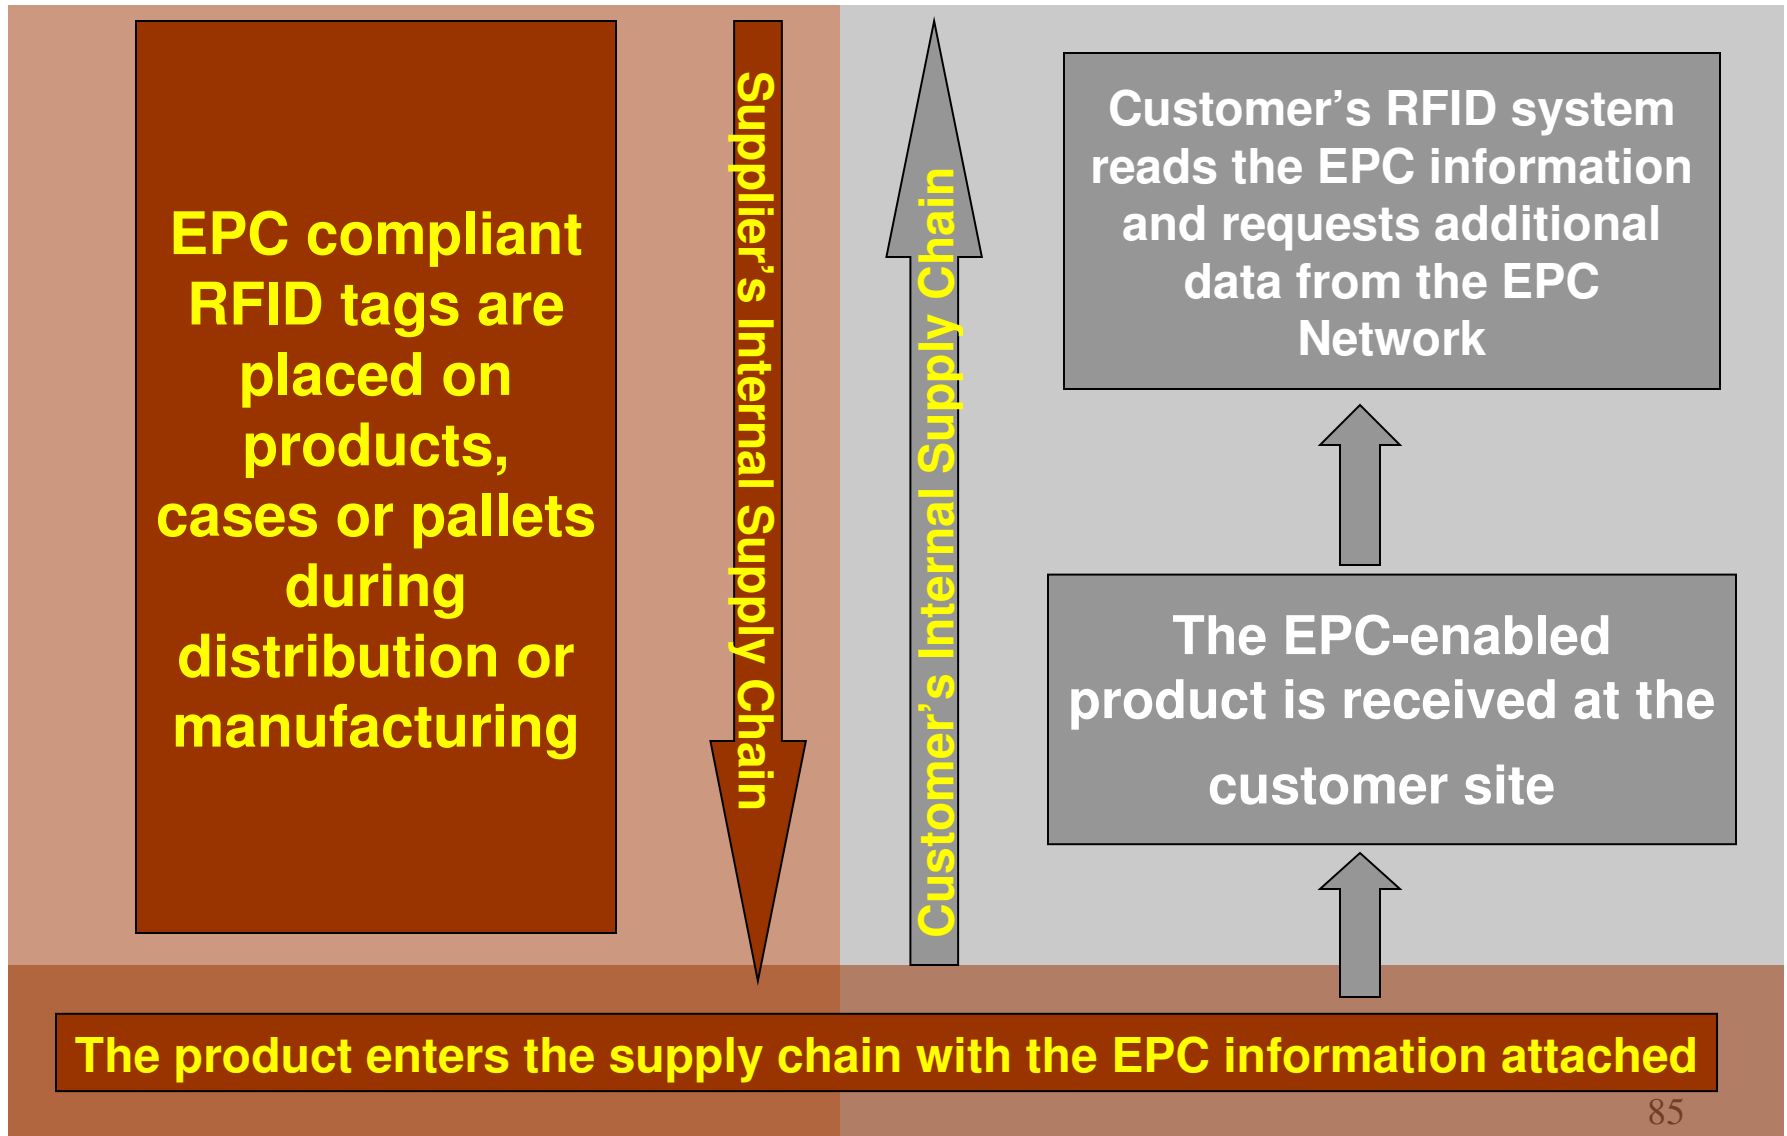 EPC compliant
RFID tags are
placed on
products,
cases or pallets
during
distribution or
manufacturing
Supplier's Internal Supply Chain
Customer's Internal Supply Chain
Customer's RFID system
reads the EPC information
and requests additional
data from the EPC
Network
The EPC-enabled
product is received at the
customer site
The product enters the supply chain with the EPC information attached
85